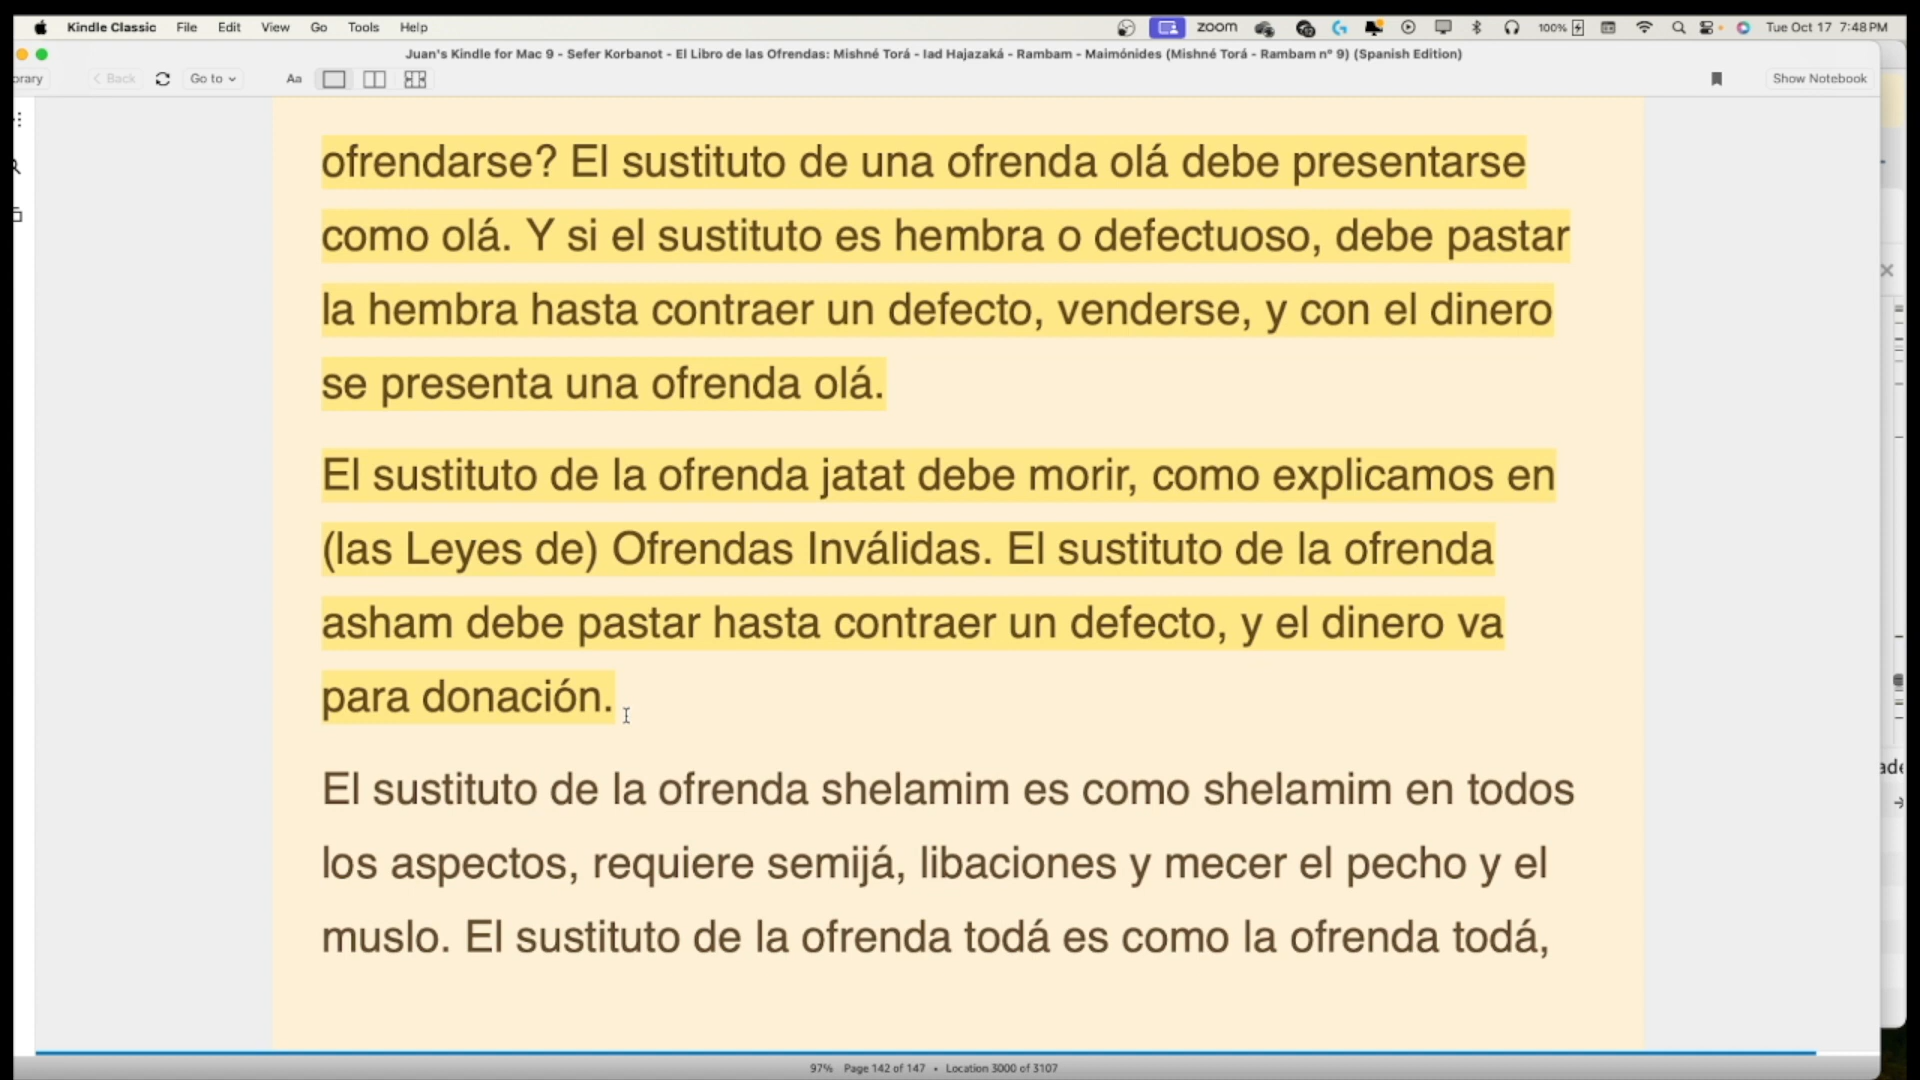 Kindle Classic File Edit View Go Tools Help zoom 100% Tue Oct 17 7:48 PM
Juan's Kindle for Mac 9 - Sefer Korbanot - El Libro de las Ofrendas: Mishné Torá - Iad Hajazaká - Rambam - Maimónides (Mishné Torá - Rambam nº 9) (Spanish Edition)
Back Go to Aa Show Notebook
ofrendarse? El sustituto de una ofrenda olá debe presentarse
como olá. Y si el sustituto es hembra o defectuoso, debe pastar
la hembra hasta contraer un defecto, venderse, y con el dinero
se presenta una ofrenda olá.
El sustituto de la ofrenda jatat debe morir, como explicamos en
(las Leyes de) Ofrendas Inválidas. El sustituto de la ofrenda
asham debe pastar hasta contraer un defecto, y el dinero va
para donación.
El sustituto de la ofrenda shelamim es como shelamim en todos
los aspectos, requiere semijá, libaciones y mecer el pecho y el
muslo. El sustituto de la ofrenda todá es como la ofrenda todá,
97% Page 142 of 147 • Location 3000 of 3107